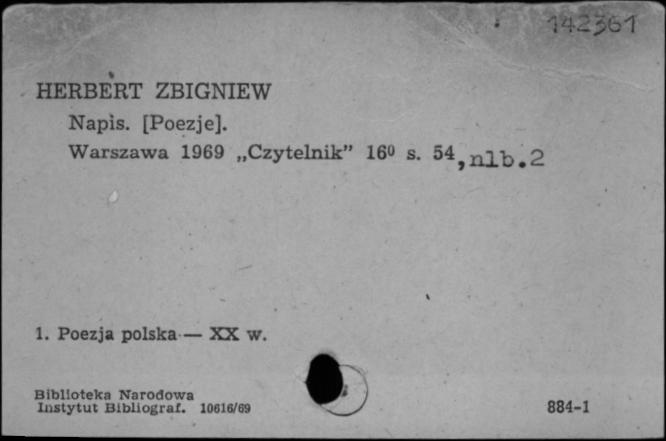 142361
HERBERT ZBIGNIEW
Napis. [Poezje].
Warszawa 1969 „Czytelnik” 16⁰ s. 54, nlb.2
1. Poezja polska — XX w.
Biblioteka Narodowa
Instytut Bibliograf. 10616/69
884-1